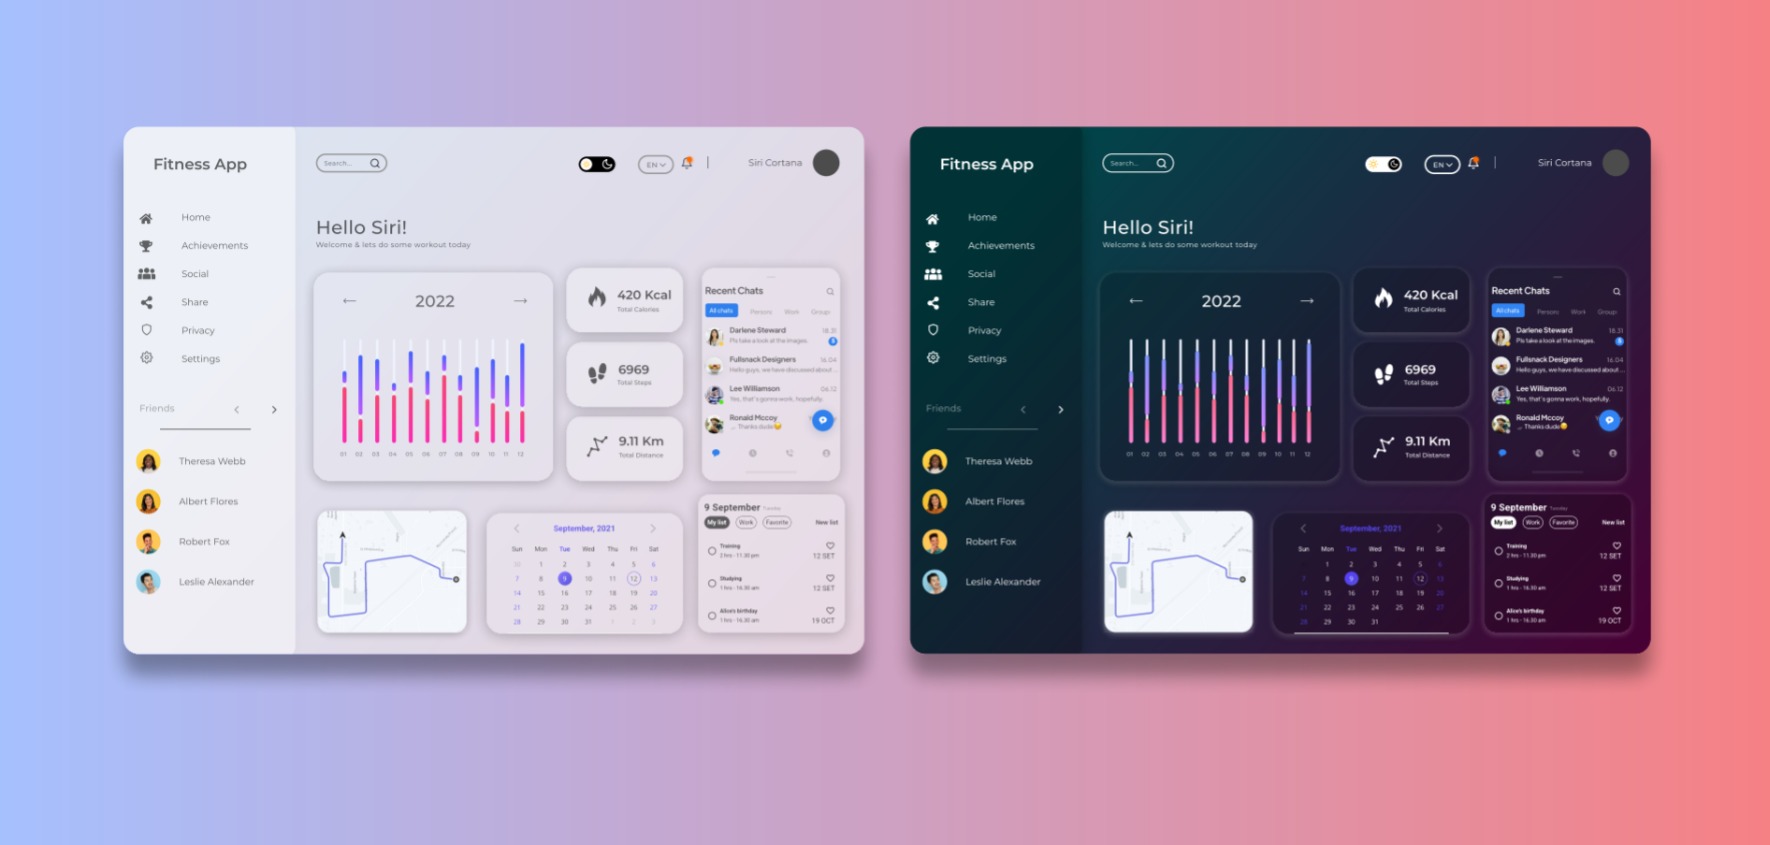 Fitness App
Search...
EN
Siri Cortana
Home
Achievements
Social
Share
Privacy
Settings
Friends
Theresa Webb
Albert Flores
Robert Fox
Leslie Alexander
Hello Siri!
Welcome & lets do some workout today
2022
01 02 03 04 05 06 07 08 09 10 11 12
420 Kcal
Total Calories
6969
Total Steps
9.11 Km
Total Distance
Recent Chats
All chats Work
Darlene Steward 18.31
Pls take a look at the images.
Fullsnack Designers 16.04
Hello guys, we have discussed about ...
Lee Williamson 06.12
Yes, that's gonna work, hopefully.
Ronald Mccoy
Thanks dude
September, 2021
Sun Mon Tue Wed Thu Fri Sat
30 1 2 3 4 5 6
7 8 9 10 11 12 13
14 15 16 17 18 19 20
21 22 23 24 25 26 27
28 29 30 31 1 2 3
9 September Tuesday
My list Work Favorite New list
Training
2 hrs - 11.30 pm 12 SET
Studying
1 hrs - 16.30 am 12 SET
Alice's birthday
1 hrs - 16.30 am 19 OCT
Fitness App
Search...
EN
Siri Cortana
Home
Achievements
Social
Share
Privacy
Settings
Friends
Theresa Webb
Albert Flores
Robert Fox
Leslie Alexander
Hello Siri!
Welcome & lets do some workout today
2022
01 02 03 04 05 06 07 08 09 10 11 12
420 Kcal
Total Calories
6969
Total Steps
9.11 Km
Total Distance
Recent Chats
All chats Work
Darlene Steward 18.31
Pls take a look at the images.
Fullsnack Designers 16.04
Hello guys, we have discussed about ...
Lee Williamson 06.12
Yes, that's gonna work, hopefully.
Ronald Mccoy
Thanks dude
September, 2021
Sun Mon Tue Wed Thu Fri Sat
1 2 3 4 5 6
7 8 9 10 11 12 13
14 15 16 17 18 19 20
21 22 23 24 25 26 27
28 29 30 31
9 September Tuesday
My list Work Favorite New list
Training
2 hrs - 11.30 pm 12 SET
Studying
1 hrs - 16.30 am 12 SET
Alice's birthday
1 hrs - 16.30 am 19 OCT